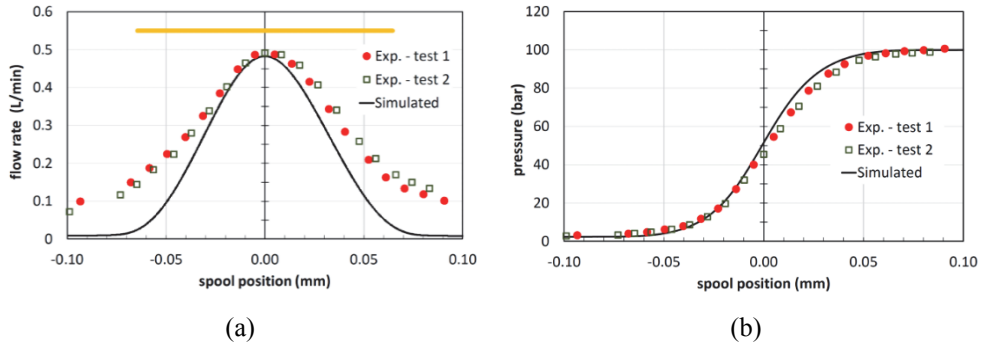 0.6
0.5
0.4
0.3
0.2
0.1
0
flow rate (L/min)
-0.10
-0.05
0.00
0.05
0.10
spool position (mm)
Exp. - test 1
Exp. - test 2
Simulated
(a)
120
100
80
60
40
20
0
pressure (bar)
-0.10
-0.05
0.00
0.05
0.10
spool position (mm)
Exp. - test 1
Exp. - test 2
Simulated
(b)